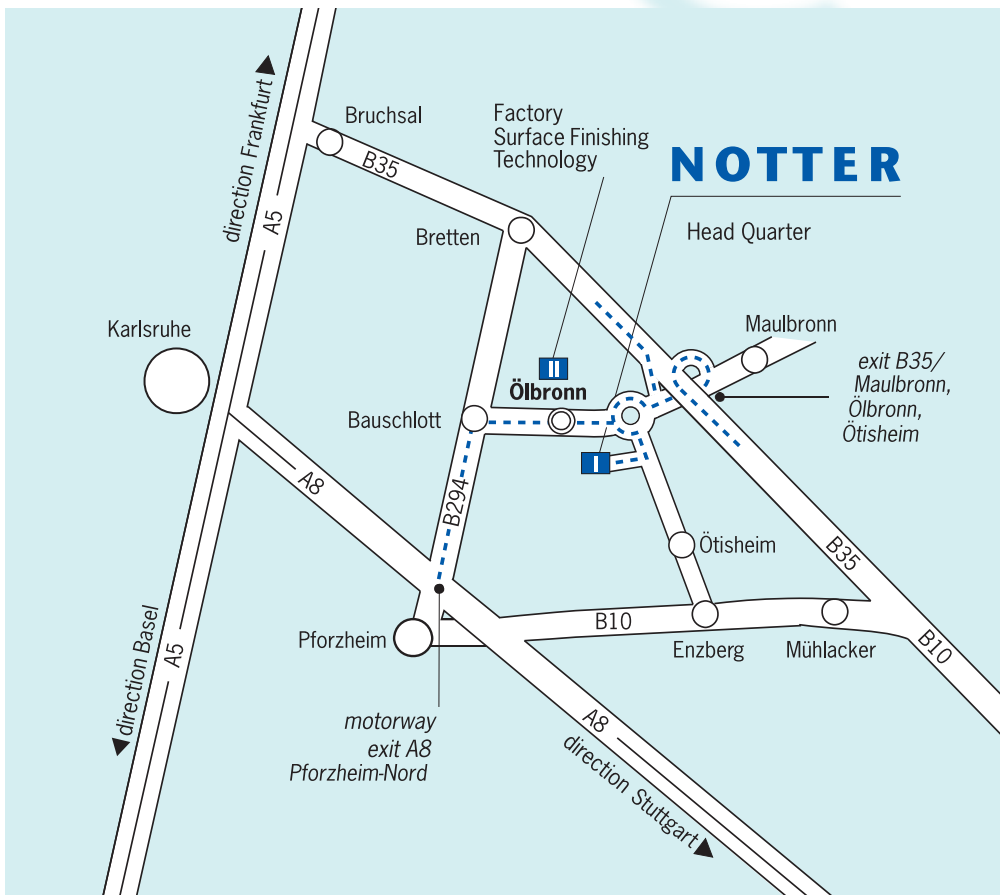 direction Frankfurt
A5
Bruchsal
B35
Factory
Surface Finishing
Technology
NOTTER
Head Quarter
Bretten
Karlsruhe
Maulbronn
exit B35/
Maulbronn,
Ölbronn,
Ötisheim
II
Ölbronn
Bauschlott
I
A8
B294
Ötisheim
B35
B10
Pforzheim
B10
Enzberg
Mühlacker
direction Basel
A5
motorway
exit A8
Pforzheim-Nord
A8
direction Stuttgart